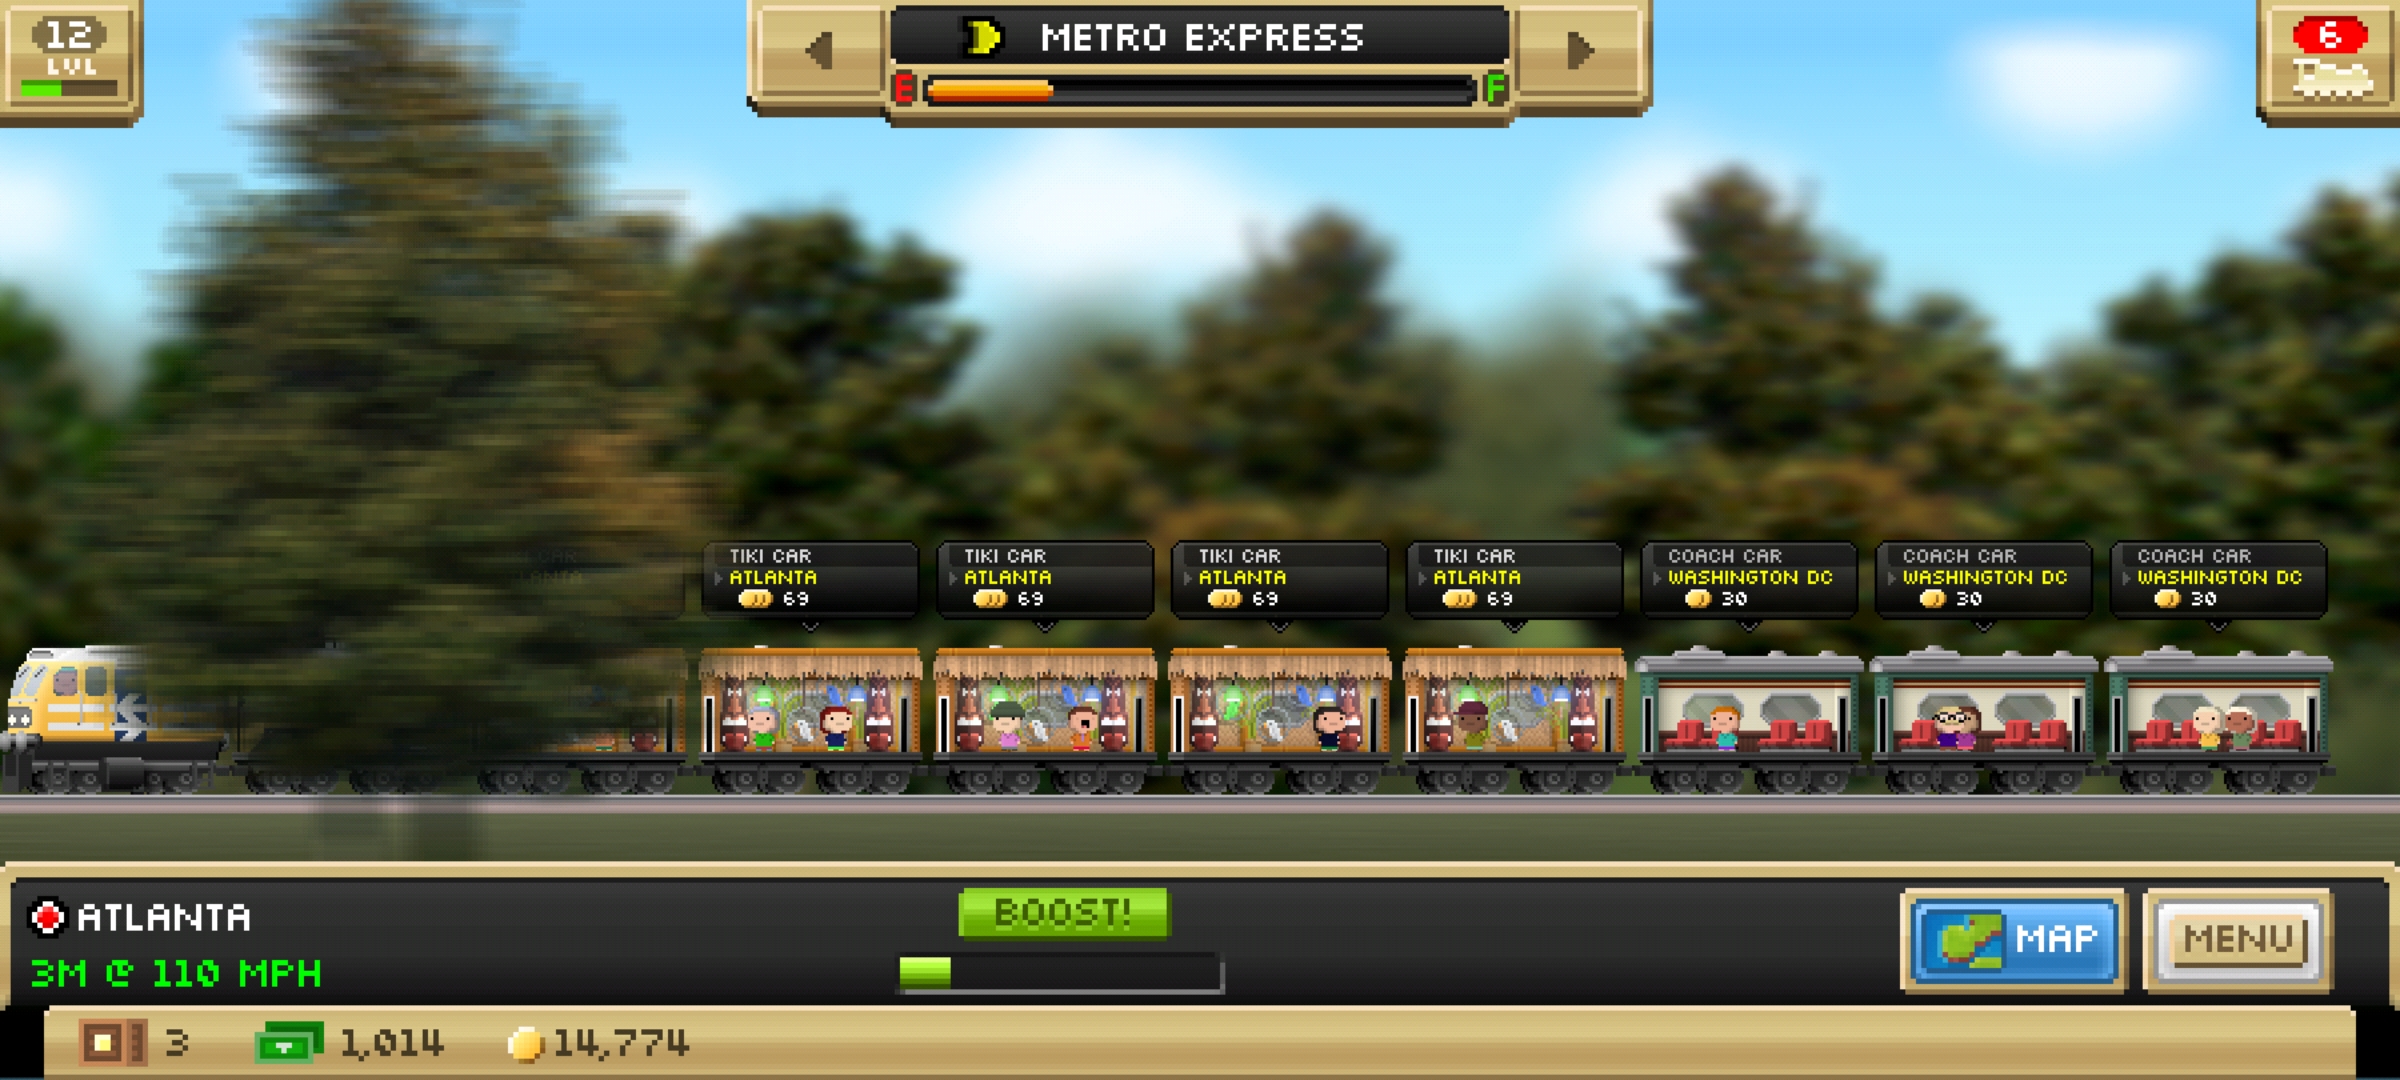 12
LVL
METRO EXPRESS
E
F
6
TIKI CAR
ATLANTA
69
TIKI CAR
ATLANTA
69
TIKI CAR
ATLANTA
69
TIKI CAR
ATLANTA
69
COACH CAR
WASHINGTON DC
30
COACH CAR
WASHINGTON DC
30
COACH CAR
WASHINGTON DC
30
ATLANTA
3M @ 110 MPH
BOOST!
MAP
MENU
3
1,014
14,774